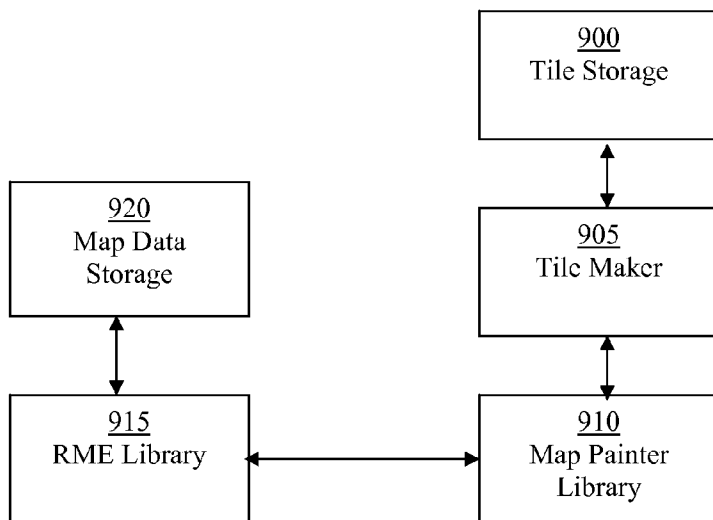 900
Tile Storage
920
Map Data
Storage
905
Tile Maker
915
RME Library
910
Map Painter
Library